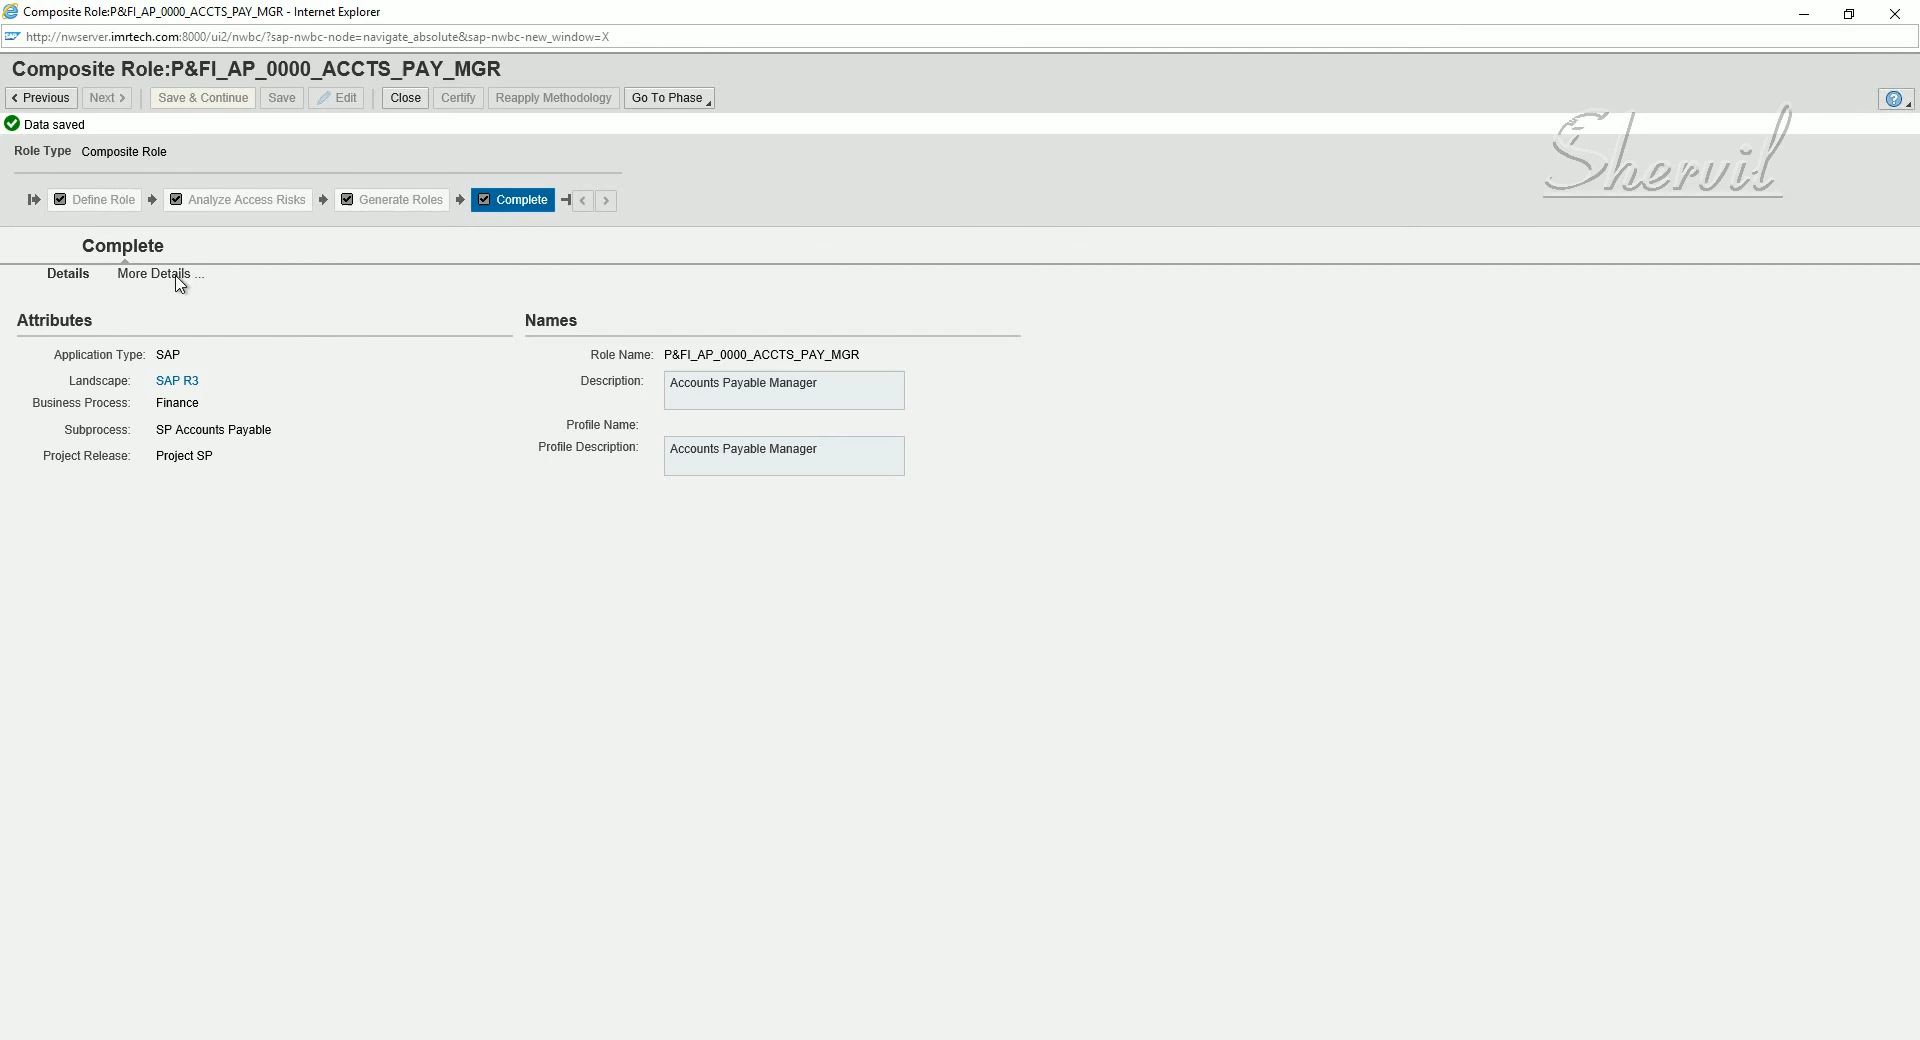 Composite Role:P&FI_AP_0000_ACCTS_PAY_MGR - Internet Explorer
http://nwserver.imrtech.com:8000/ui2/nwbc/?sap-nwbc-node=navigate_absolute&sap-nwbc-new_window=X
Composite Role:P&FI_AP_0000_ACCTS_PAY_MGR
Previous Next Save & Continue Save Edit Close Certify Reapply Methodology Go To Phase
Data saved
Shervil
Role Type Composite Role
Define Role Analyze Access Risks Generate Roles Complete
Complete
Details More Details ...
Attributes Names
Application Type: SAP Role Name: P&FI_AP_0000_ACCTS_PAY_MGR
Landscape: SAP R3 Description: Accounts Payable Manager
Business Process: Finance
Subprocess: SP Accounts Payable Profile Name:
Project Release: Project SP Profile Description: Accounts Payable Manager